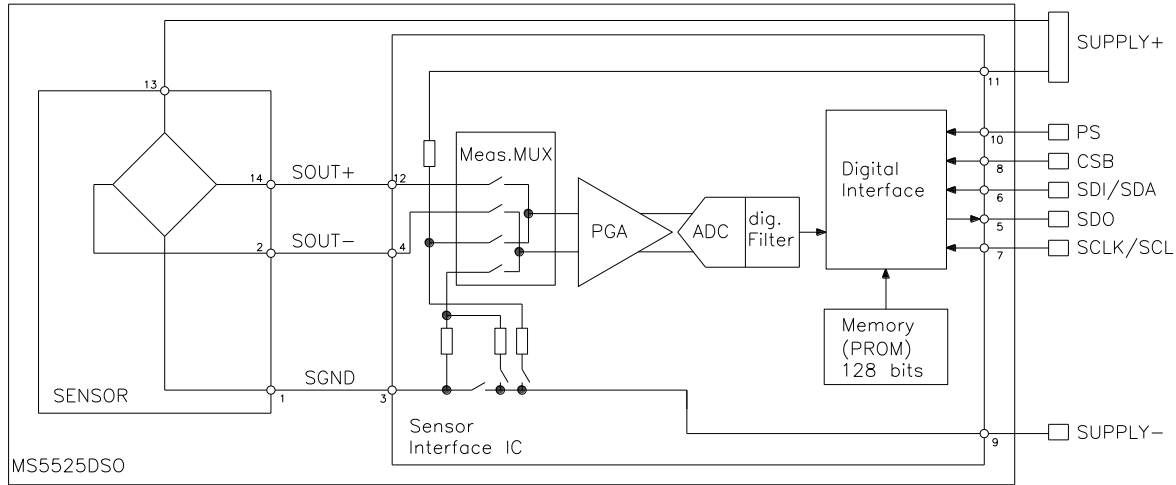 SUPPLY+
13
11
10
PS
Meas.MUX
8
CSB
SOUT+
14
12
Digital
Interface
6
SDI/SDA
5
SDO
PGA
ADC
dig.
Filter
SOUT-
2
4
7
SCLK/SCL
Memory
(PROM)
128 bits
SGND
SENSOR
1
3
Sensor
Interface IC
9
SUPPLY-
MS5525DSO